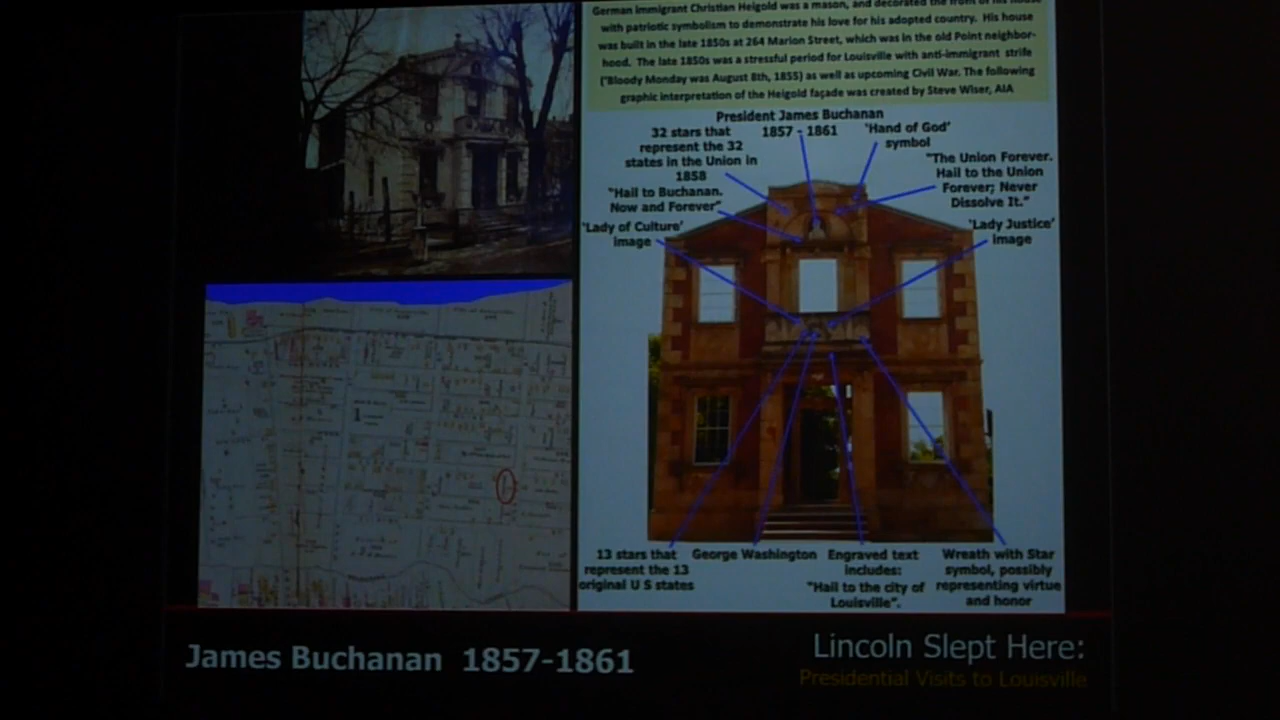 German immigrant Christian Heigold was a mason, and decorated the front of his house
with patriotic symbolism to demonstrate his love for his adopted country. His house
was built in the late 1850s at 264 Marion Street, which was in the old Point neighbor-
hood. The late 1850s was a stressful period for Louisville with anti-immigrant strife
('Bloody Monday was August 8th, 1855) as well as upcoming Civil War. The following
graphic interpretation of the Heigold façade was created by Steve Wiser, AIA
President James Buchanan
1857 - 1861
32 stars that
represent the 32
states in the Union in
1858
'Hand of God'
symbol
"Hail to Buchanan.
Now and Forever"
"The Union Forever.
Hail to the Union
Forever; Never
Dissolve It."
'Lady of Culture'
image
'Lady Justice'
image
13 stars that
represent the 13
original U S states
George Washington
Engraved text
includes:
"Hail to the city of
Louisville".
Wreath with Star
symbol, possibly
representing virtue
and honor
James Buchanan 1857-1861
Lincoln Slept Here:
Presidential Visits to Louisville